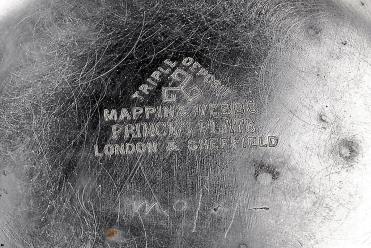 TRIPLE DEPOSIT
MAPPIN & WEBB'S
PRINCE'S PLATE
LONDON & SHEFFIELD